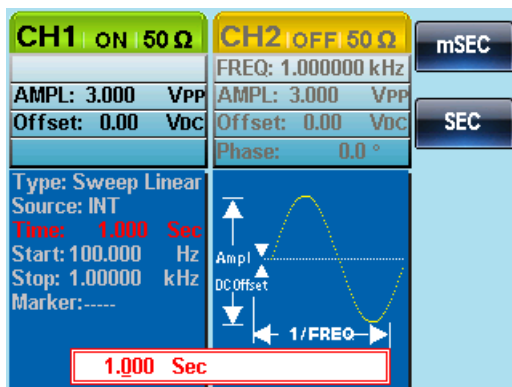 CH1 ON 50 Ω
CH2 OFF 50 Ω
mSEC
FREQ: 1.000000 kHz
AMPL: 3.000 VPP
AMPL: 3.000 VPP
Offset: 0.00 VDC
Offset: 0.00 VDC
SEC
Phase: 0.0 °
Type: Sweep Linear
Source: INT
Time: 1.000 Sec
Start: 100.000 Hz
Stop: 1.00000 kHz
Marker:-----
Ampl
DC Offset
1/FREQ
1.000 Sec